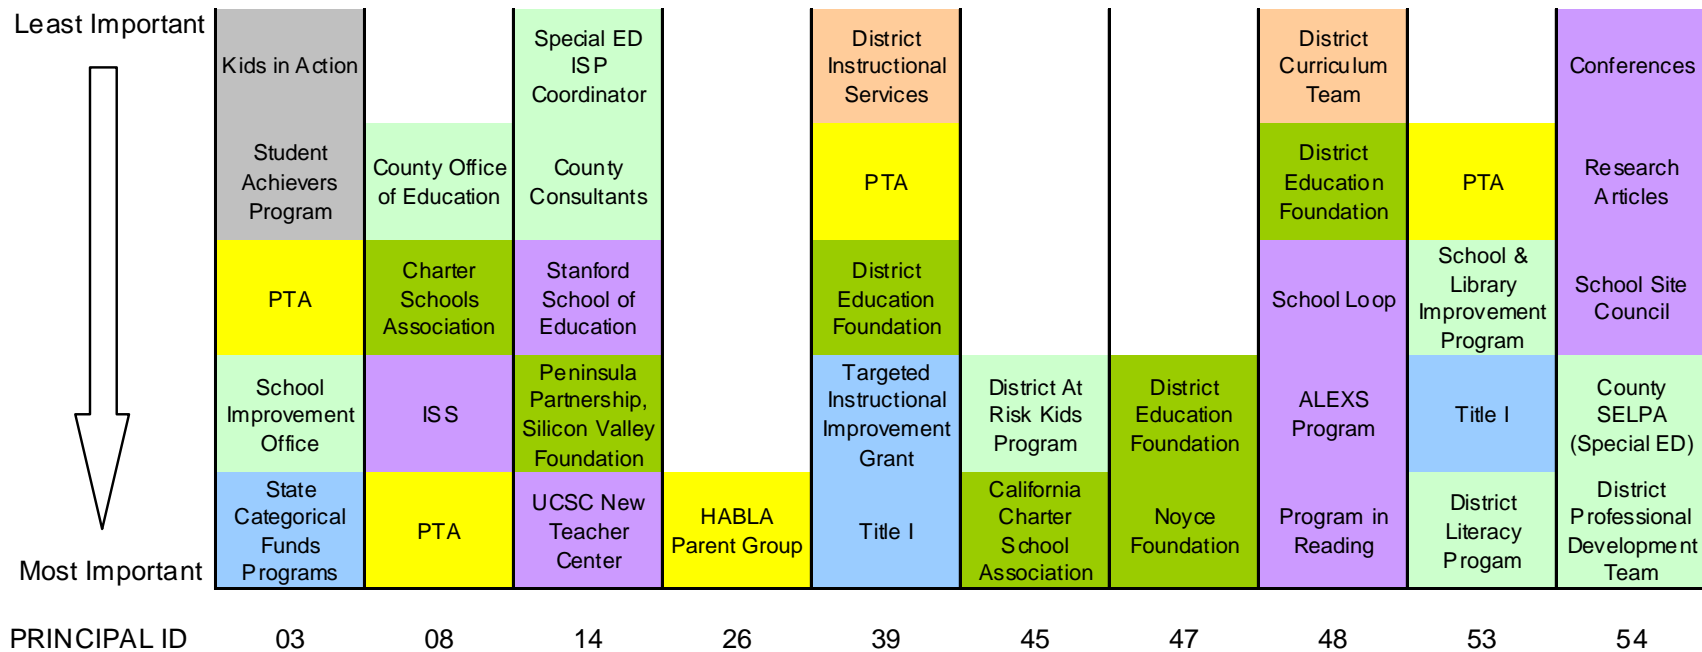 Least Important
Kids in Action
Special ED
ISP
Coordinator
District
Instructional
Services
District
Curriculum
Team
Conferences
Student
Achievers
Program
County Office
of Education
County
Consultants
PTA
District
Education
Foundation
PTA
Research
Articles
PTA
Charter
Schools
Association
Stanford
School of
Education
District
Education
Foundation
School Loop
School &
Library
Improvement
Program
School Site
Council
School
Improvement
Office
ISS
Peninsula
Partnership,
Silicon Valley
Foundation
Targeted
Instructional
Improvement
Grant
District At
Risk Kids
Program
District
Education
Foundation
ALEXS
Program
Title I
County
SELPA
(Special ED)
State
Categorical
Funds
Programs
PTA
UCSC New
Teacher
Center
HABLA
Parent Group
Title I
California
Charter
School
Association
Noyce
Foundation
Program in
Reading
District
Literacy
Progam
District
Professional
Development
Team
Most Important
PRINCIPAL ID 03 08 14 26 39 45 47 48 53 54